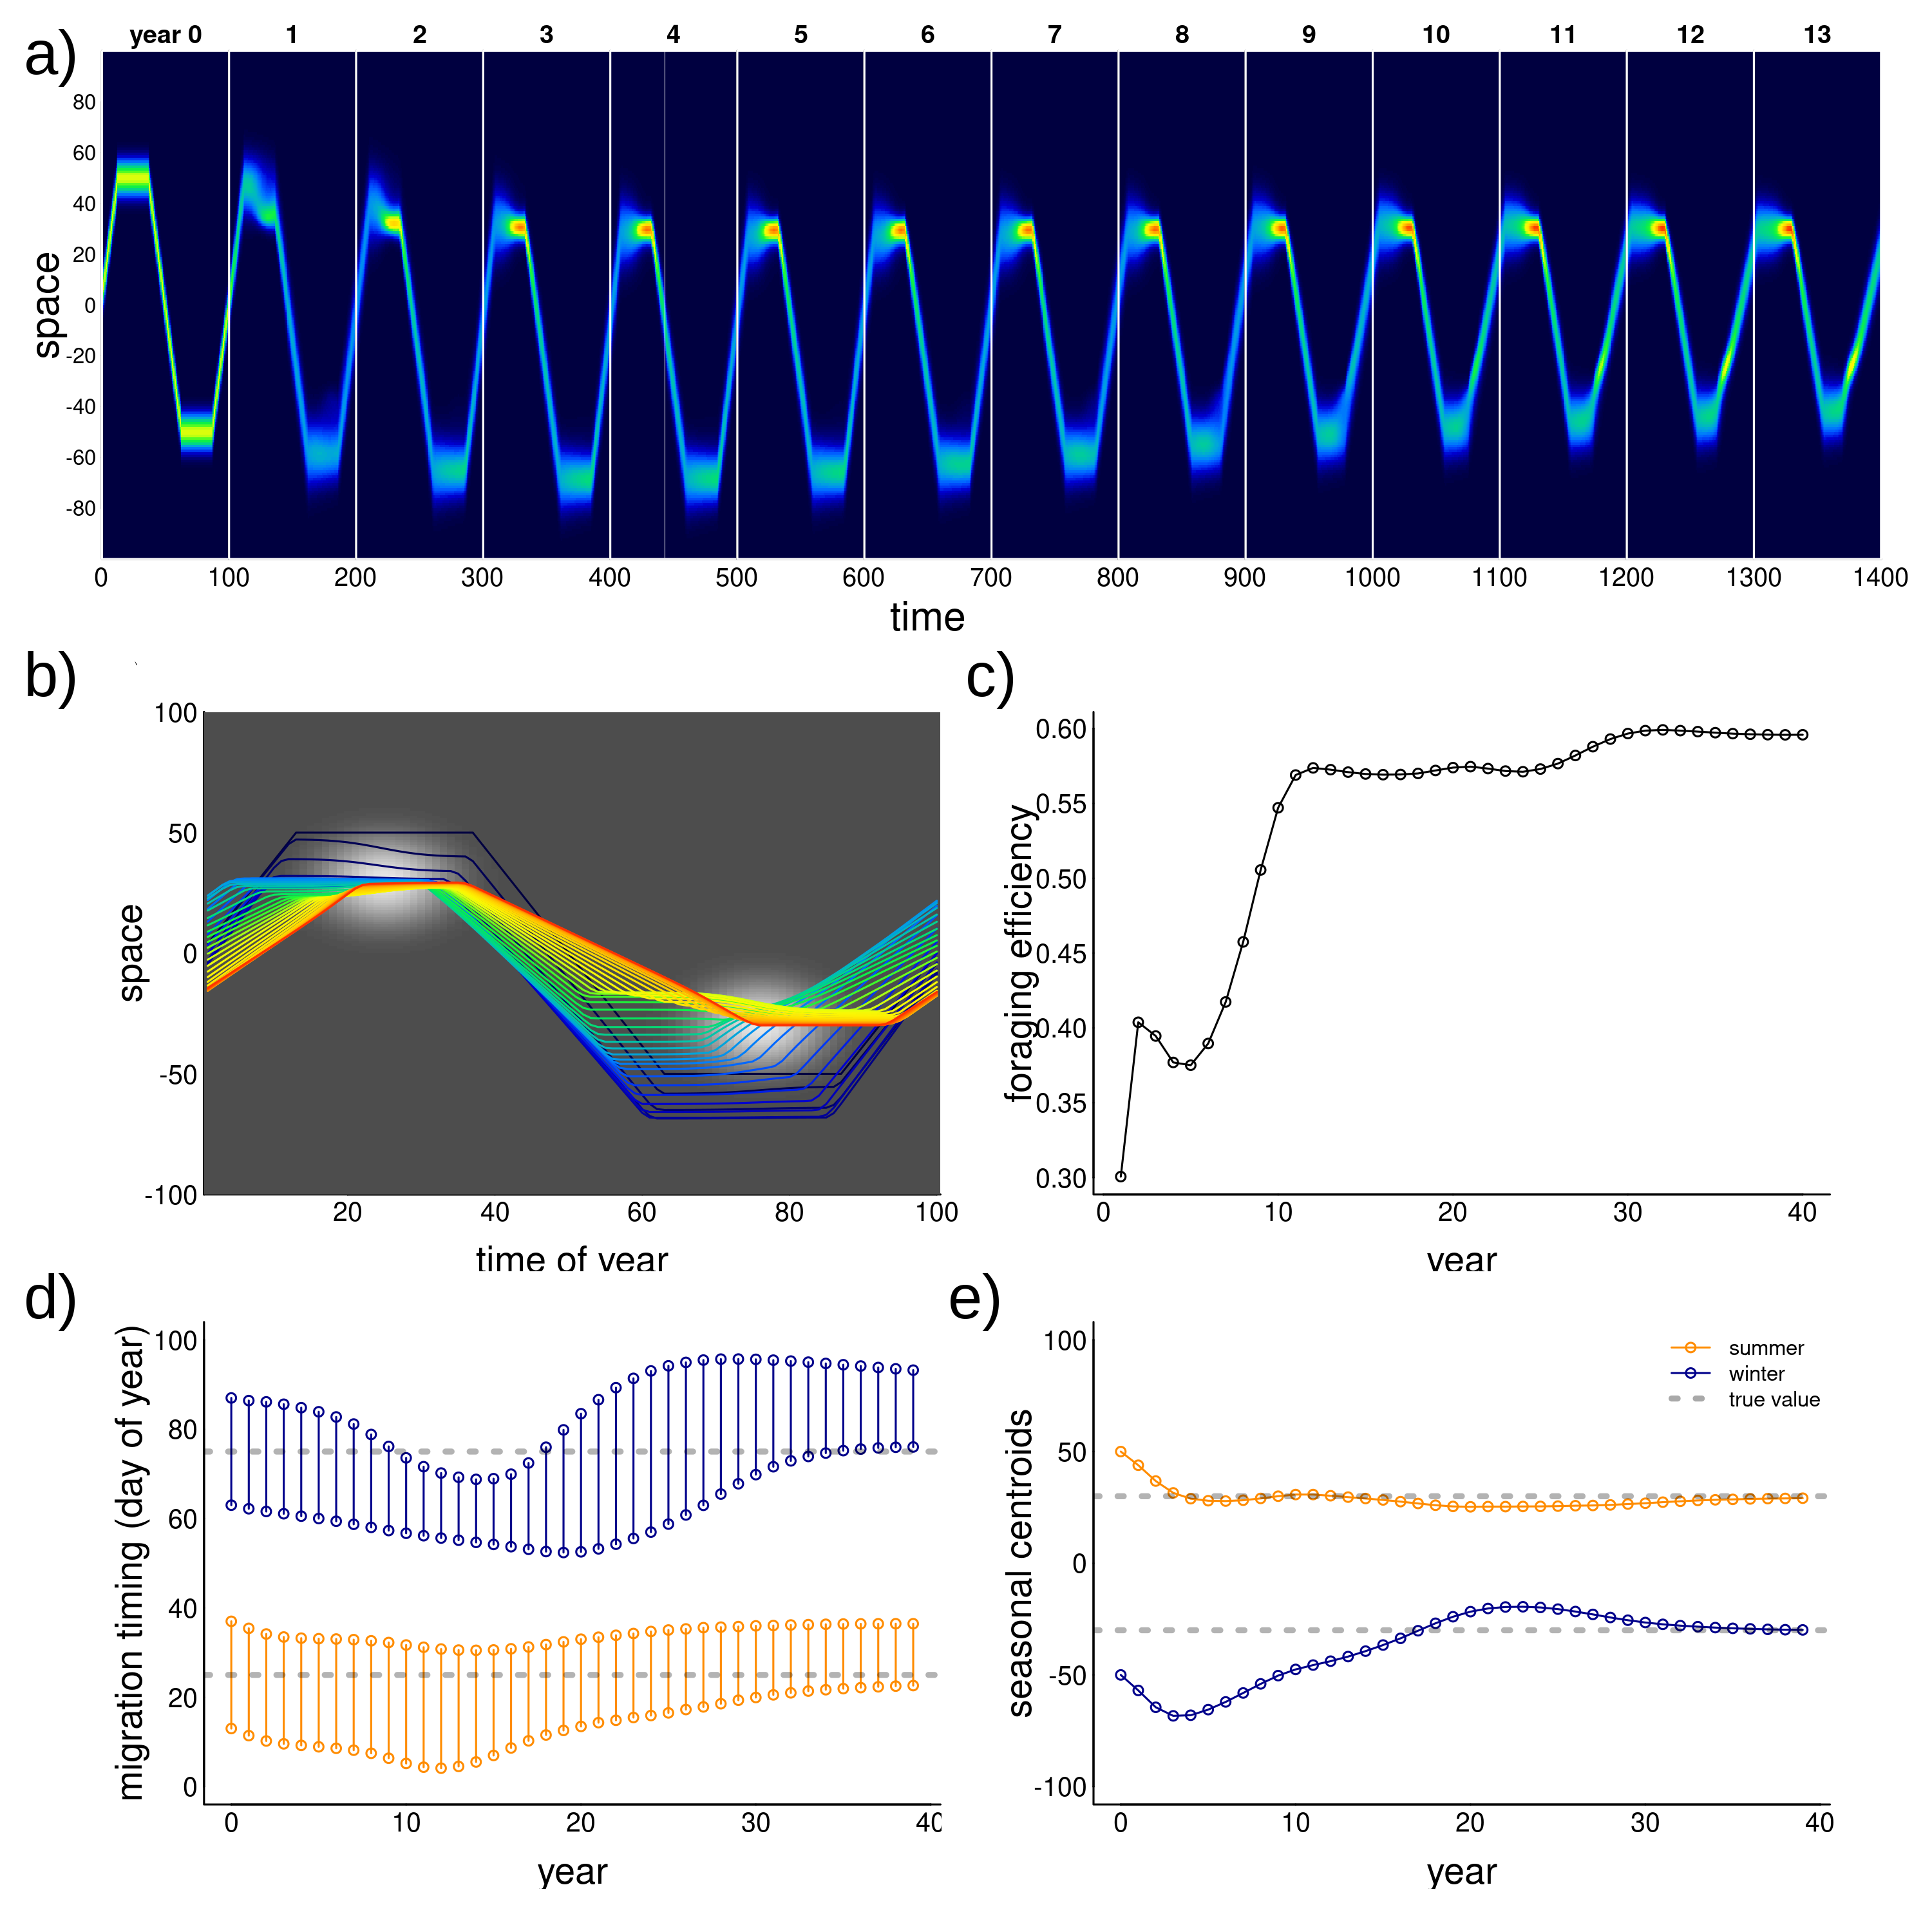 a)
year 0 1 2 3 4 5 6 7 8 9 10 11 12 13
80
60
40
20
0
-20
-40
-60
-80
space
0 100 200 300 400 500 600 700 800 900 1000 1100 1200 1300 1400
time
b)
100
50
0
-50
-100
space
20 40 60 80 100
time of year
c)
0.60
0.55
0.50
0.45
0.40
0.35
0.30
foraging efficiency
0 10 20 30 40
year
d)
100
80
60
40
20
0
migration timing (day of year)
0 10 20 30 40
year
e)
summer
winter
true value
100
50
0
-50
-100
seasonal centroids
0 10 20 30 40
year